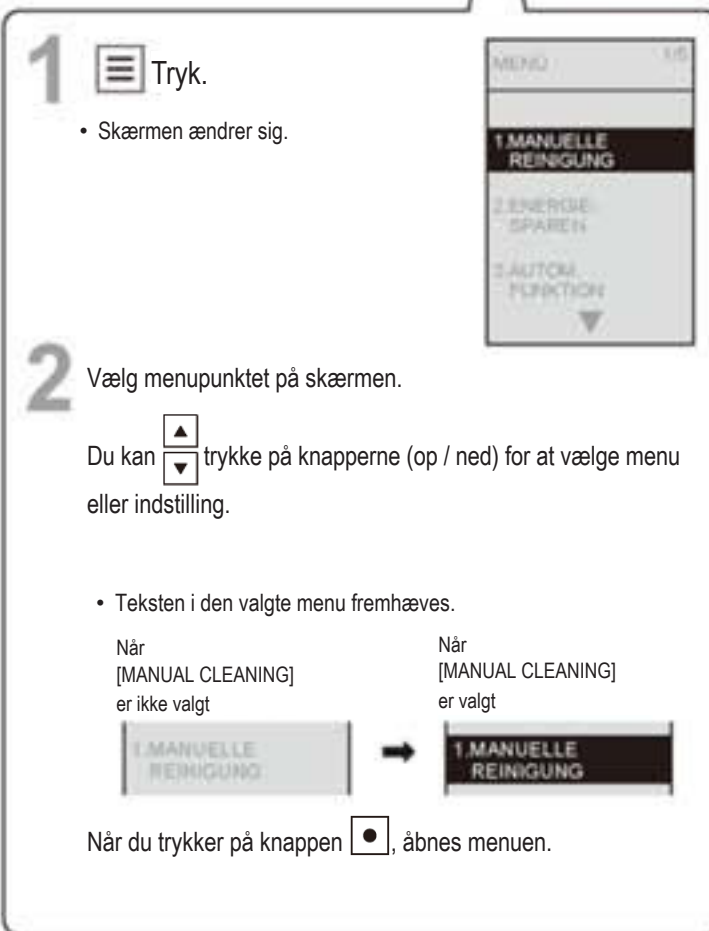 1
Tryk.
• Skærmen ændrer sig.
MENÜ 1/5
1.MANUELLE
REINIGUNG
2.ENERGIE-
SPAREN
3.AUTOM.
FUNKTION
2
Vælg menupunktet på skærmen.
Du kan trykke på knapperne (op / ned) for at vælge menu
eller indstilling.
• Teksten i den valgte menu fremhæves.
Når
[MANUAL CLEANING]
er ikke valgt
Når
[MANUAL CLEANING]
er valgt
1.MANUELLE
REINIGUNG
1.MANUELLE
REINIGUNG
Når du trykker på knappen , åbnes menuen.